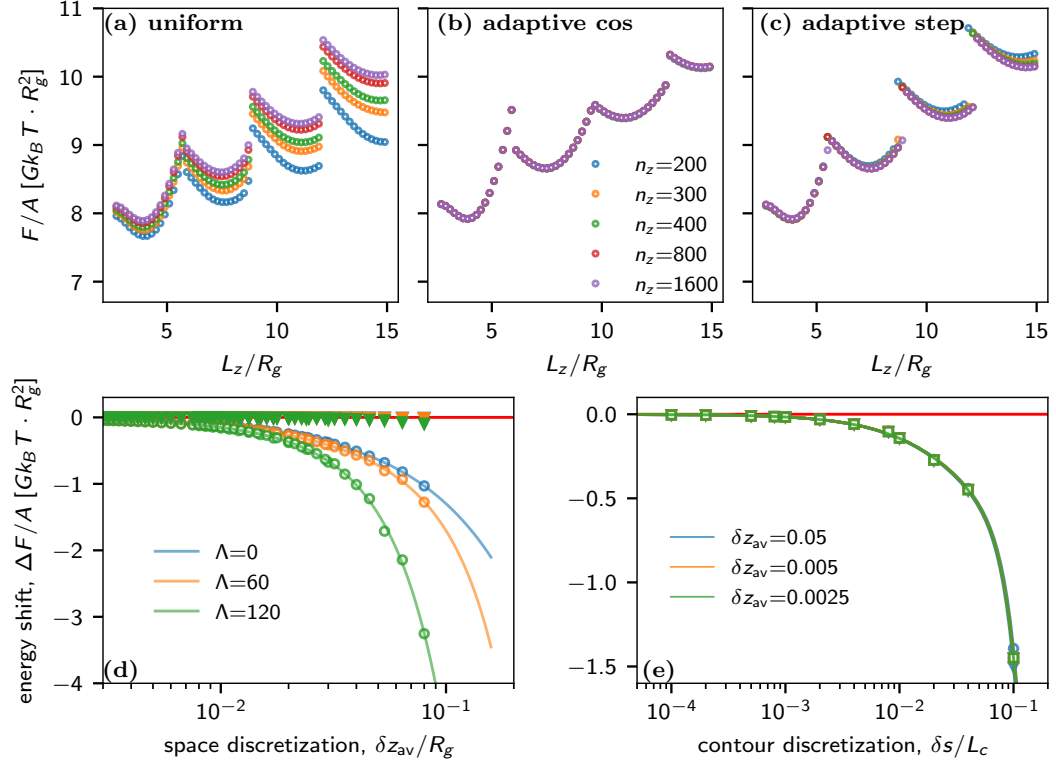 (a) uniform
(b) adaptive cos
(c) adaptive step
F/A [Gk_B T · R_g^2]
11
10
9
8
7
n_z=200
n_z=300
n_z=400
n_z=800
n_z=1600
5 10 15
5 10 15
5 10 15
L_z/R_g
L_z/R_g
L_z/R_g
energy shift, ΔF/A [Gk_B T · R_g^2]
0
−1
−2
−3
−4
Λ=0
Λ=60
Λ=120
(d)
10^−2 10^−1
space discretization, δz_av/R_g
0.0
−0.5
−1.0
−1.5
δz_av=0.05
δz_av=0.005
δz_av=0.0025
(e)
10^−4 10^−3 10^−2 10^−1
contour discretization, δs/L_c